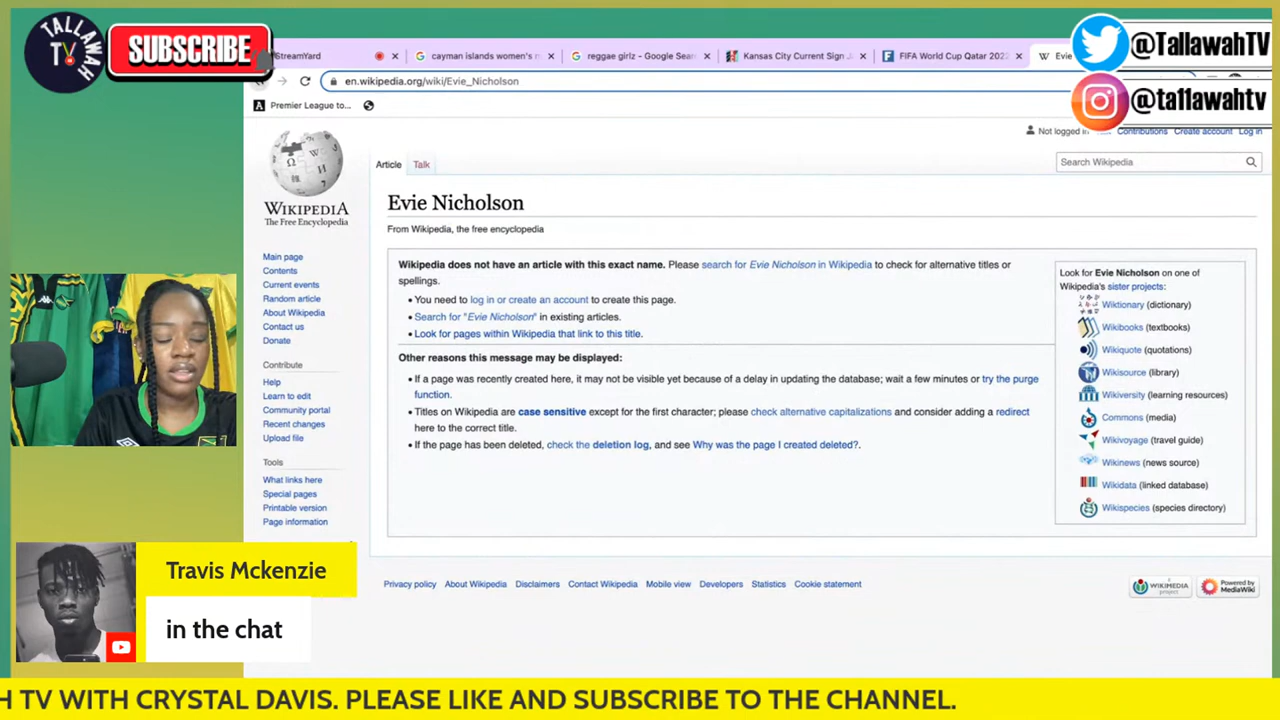 TALLAWAH
TV
SUBSCRIBE
@TallawahTV
@ta11awahtv
StreamYard
cayman islands women's n
reggae girlz - Google Sear
Kansas City Current Sign J
FIFA World Cup Qatar 2022
Evie
en.wikipedia.org/wiki/Evie_Nicholson
Premier League to...
WIKIPEDIA
The Free Encyclopedia
Main page
Contents
Current events
Random article
About Wikipedia
Contact us
Donate
Contribute
Help
Learn to edit
Community portal
Recent changes
Upload file
Tools
What links here
Special pages
Printable version
Page information
Not logged in
Contributions
Create account
Log in
Article
Talk
Search Wikipedia
Evie Nicholson
From Wikipedia, the free encyclopedia
Wikipedia does not have an article with this exact name. Please search for Evie Nicholson in Wikipedia to check for alternative titles or
spellings.
• You need to log in or create an account to create this page.
• Search for "Evie Nicholson" in existing articles.
• Look for pages within Wikipedia that link to this title.
Other reasons this message may be displayed:
• If a page was recently created here, it may not be visible yet because of a delay in updating the database; wait a few minutes or try the purge
function.
• Titles on Wikipedia are case sensitive except for the first character; please check alternative capitalizations and consider adding a redirect
here to the correct title.
• If the page has been deleted, check the deletion log, and see Why was the page I created deleted?.
Look for Evie Nicholson on one of
Wikipedia's sister projects:
Wiktionary (dictionary)
Wikibooks (textbooks)
Wikiquote (quotations)
Wikisource (library)
Wikiversity (learning resources)
Commons (media)
Wikivoyage (travel guide)
Wikinews (news source)
Wikidata (linked database)
Wikispecies (species directory)
Privacy policy
About Wikipedia
Disclaimers
Contact Wikipedia
Mobile view
Developers
Statistics
Cookie statement
WIKIMEDIA
project
Powered by
MediaWiki
Travis Mckenzie
in the chat
H TV WITH CRYSTAL DAVIS. PLEASE LIKE AND SUBSCRIBE TO THE CHANNEL.